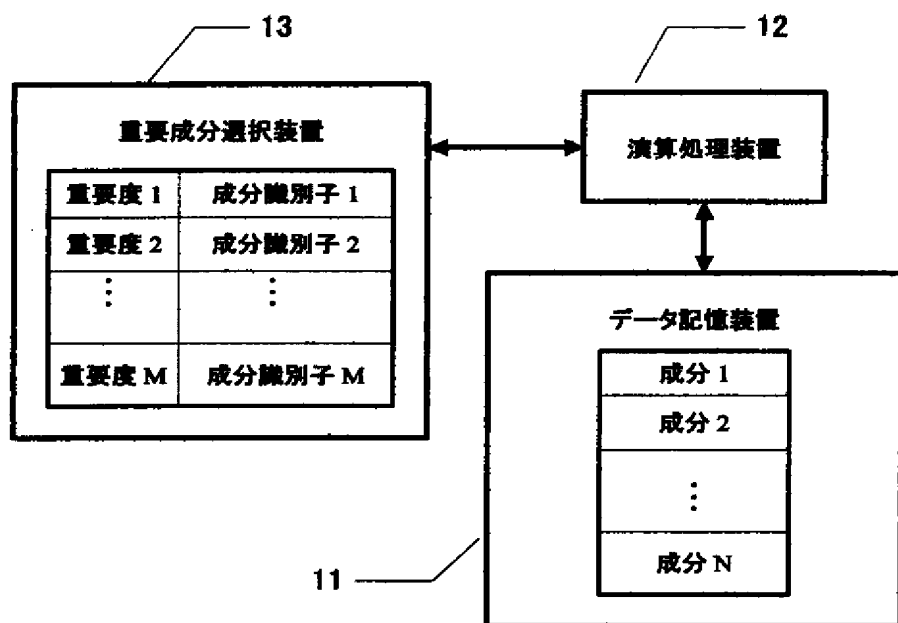 13
重要成分選択装置
重要度 1 成分識別子 1
重要度 2 成分識別子 2
⋮ ⋮
重要度 M 成分識別子 M
12
演算処理装置
データ記憶装置
成分 1
成分 2
⋮
成分 N
11